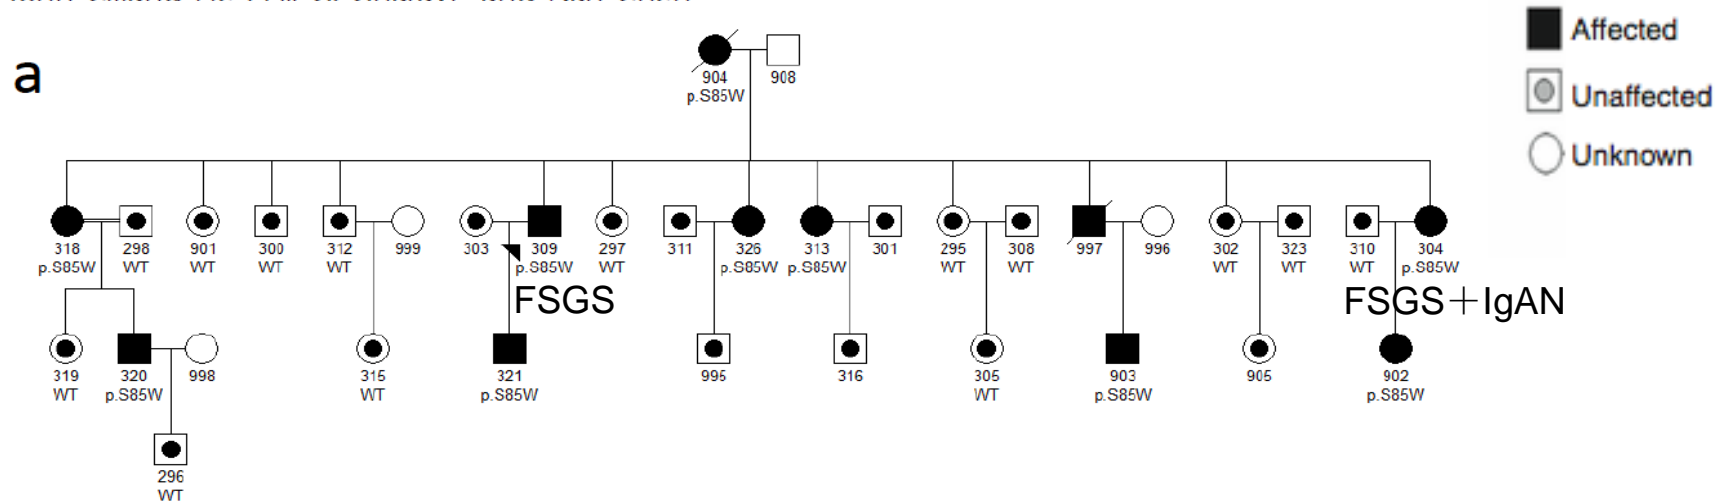 a
Affected
Unaffected
Unknown
904 908
p.S85W
318 298 901 300 312 999 303 309 297 311 326 313 301 295 308 997 996 302 323 310 304
p.S85W WT WT WT WT p.S85W WT p.S85W p.S85W WT WT WT WT WT p.S85W
FSGS FSGS+IgAN
319 320 998 315 321 995 316 305 903 905 902
WT p.S85W WT p.S85W WT p.S85W p.S85W
296
WT